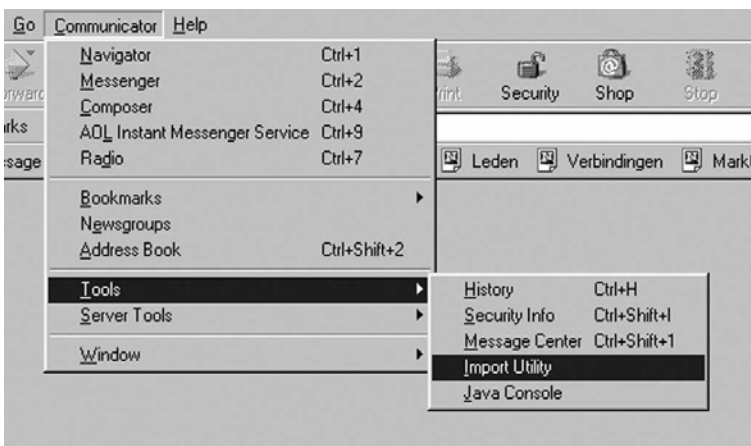 Go Communicator Help
Navigator Ctrl+1
Messenger Ctrl+2
Composer Ctrl+4
AOL Instant Messenger Service Ctrl+9
Radio Ctrl+7
Bookmarks
Newsgroups
Address Book Ctrl+Shift+2
Tools
Server Tools
Window
Security Shop Stop
Leden Verbindingen
History Ctrl+H
Security Info Ctrl+Shift+I
Message Center Ctrl+Shift+1
Import Utility
Java Console